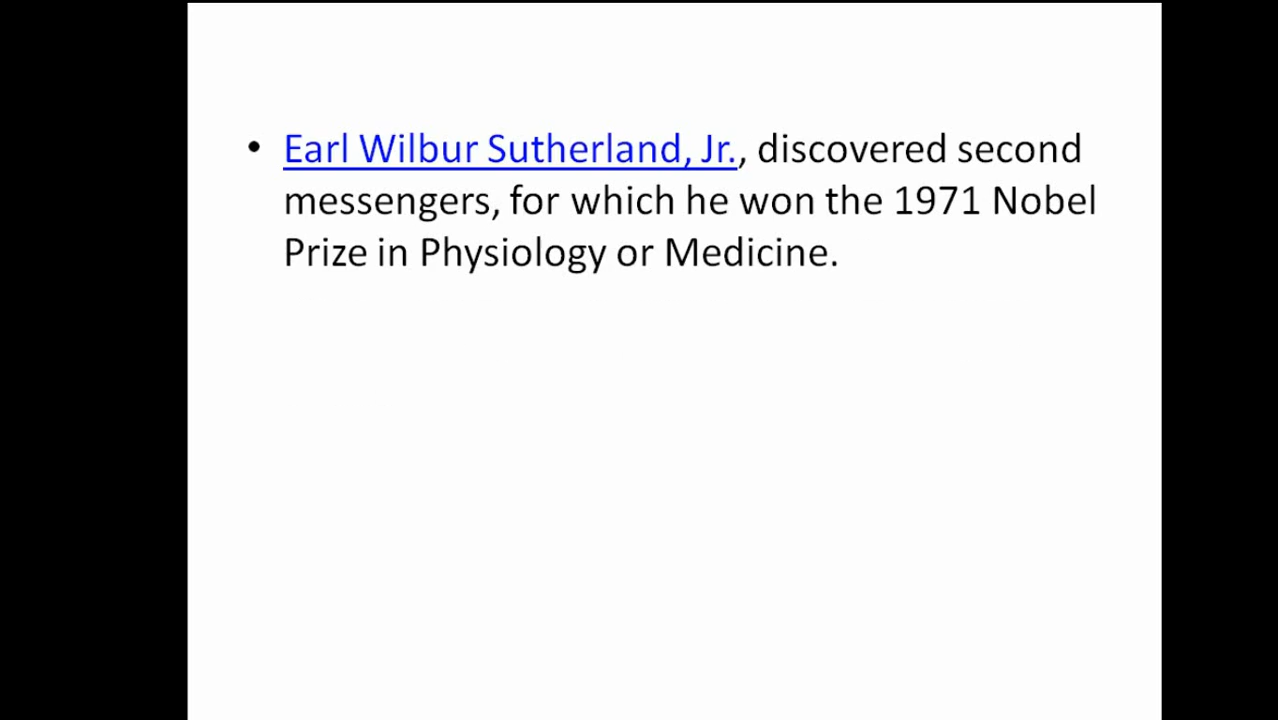 • Earl Wilbur Sutherland, Jr., discovered second
messengers, for which he won the 1971 Nobel
Prize in Physiology or Medicine.